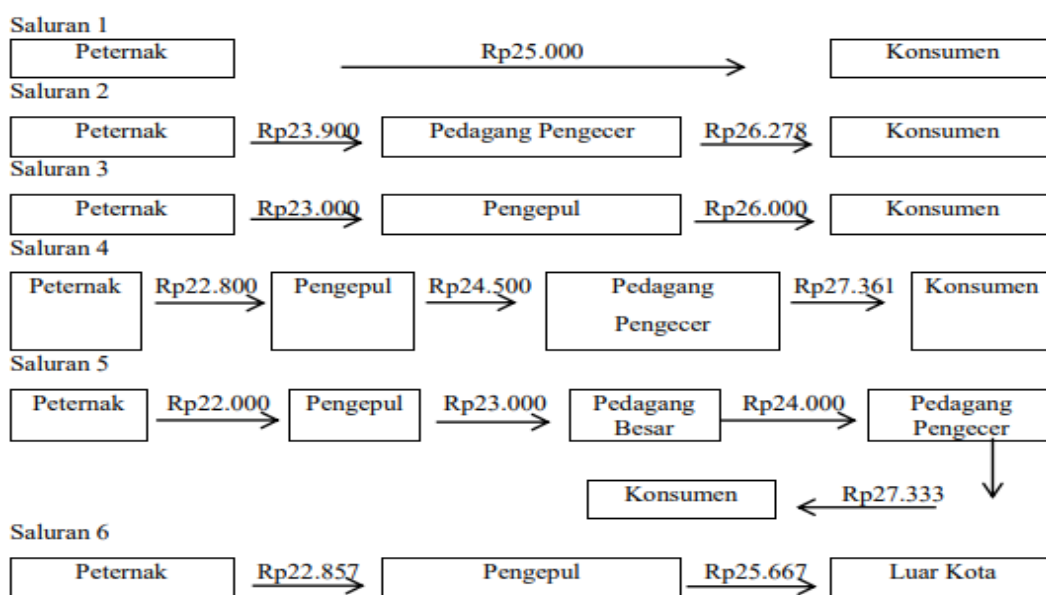 Saluran 1
Peternak Rp25.000 Konsumen
Saluran 2
Peternak Rp23.900 Pedagang Pengecer Rp26.278 Konsumen
Saluran 3
Peternak Rp23.000 Pengepul Rp26.000 Konsumen
Saluran 4
Peternak Rp22.800 Pengepul Rp24.500 Pedagang Rp27.361 Konsumen
Pengecer
Saluran 5
Peternak Rp22.000 Pengepul Rp23.000 Pedagang Rp24.000 Pedagang
Besar Pengecer
Konsumen Rp27.333
Saluran 6
Peternak Rp22.857 Pengepul Rp25.667 Luar Kota